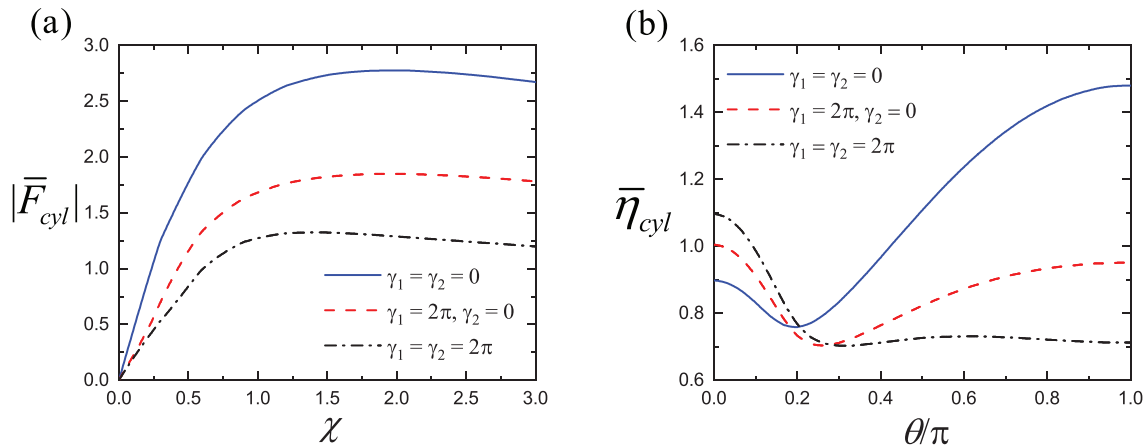 (a)
3.0
2.5
2.0
1.5
1.0
0.5
0.0
|F̅cyl|
γ1 = γ2 = 0
γ1 = 2π, γ2 = 0
γ1 = γ2 = 2π
0.0 0.5 1.0 1.5 2.0 2.5 3.0
χ
(b)
1.6
1.4
1.2
1.0
0.8
0.6
η̅cyl
γ1 = γ2 = 0
γ1 = 2π, γ2 = 0
γ1 = γ2 = 2π
0.0 0.2 0.4 0.6 0.8 1.0
θ/π